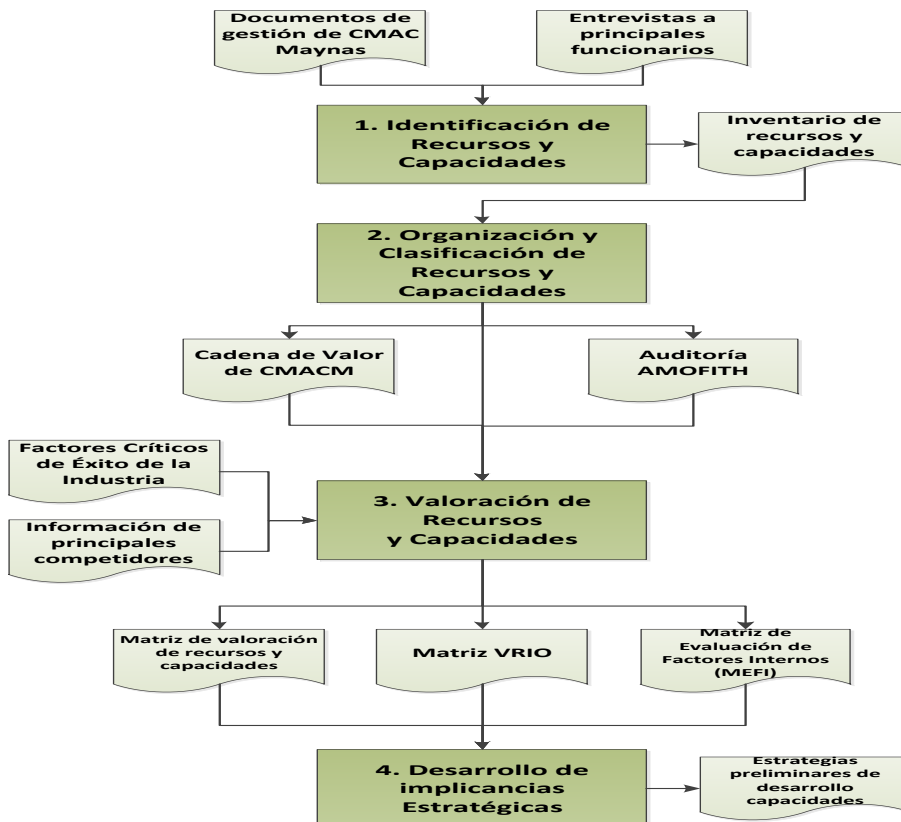 Documentos de
gestión de CMAC
Maynas
Entrevistas a
principales
funcionarios
1. Identificación de
Recursos y
Capacidades
Inventario de
recursos y
capacidades
2. Organización y
Clasificación de
Recursos y
Capacidades
Cadena de Valor
de CMACM
Auditoría
AMOFITH
Factores Críticos
de Éxito de la
Industria
Información de
principales
competidores
3. Valoración de
Recursos
y Capacidades
Matriz de valoración
de recursos y
capacidades
Matriz VRIO
Matriz de
Evaluación de
Factores Internos
(MEFI)
4. Desarrollo de
implicancias
Estratégicas
Estrategias
preliminares de
desarrollo
capacidades